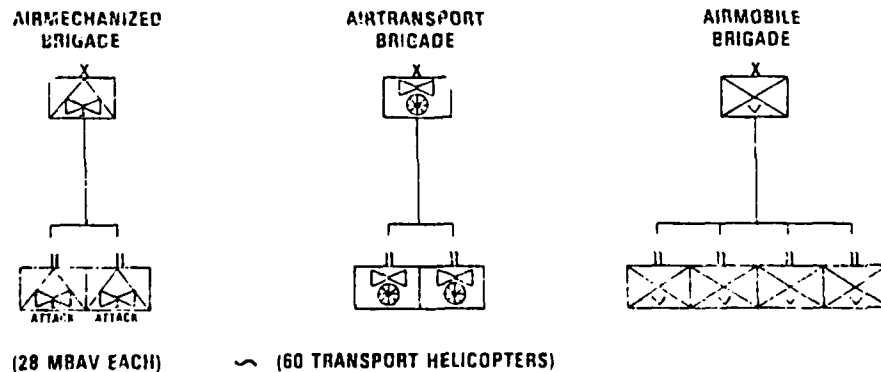 AIRMECHANIZED
BRIGADE
AIRTRANSPORT
BRIGADE
AIRMOBILE
BRIGADE
X
X
X
ATTACK ATTACK
(28 MBAV EACH)
(60 TRANSPORT HELICOPTERS)